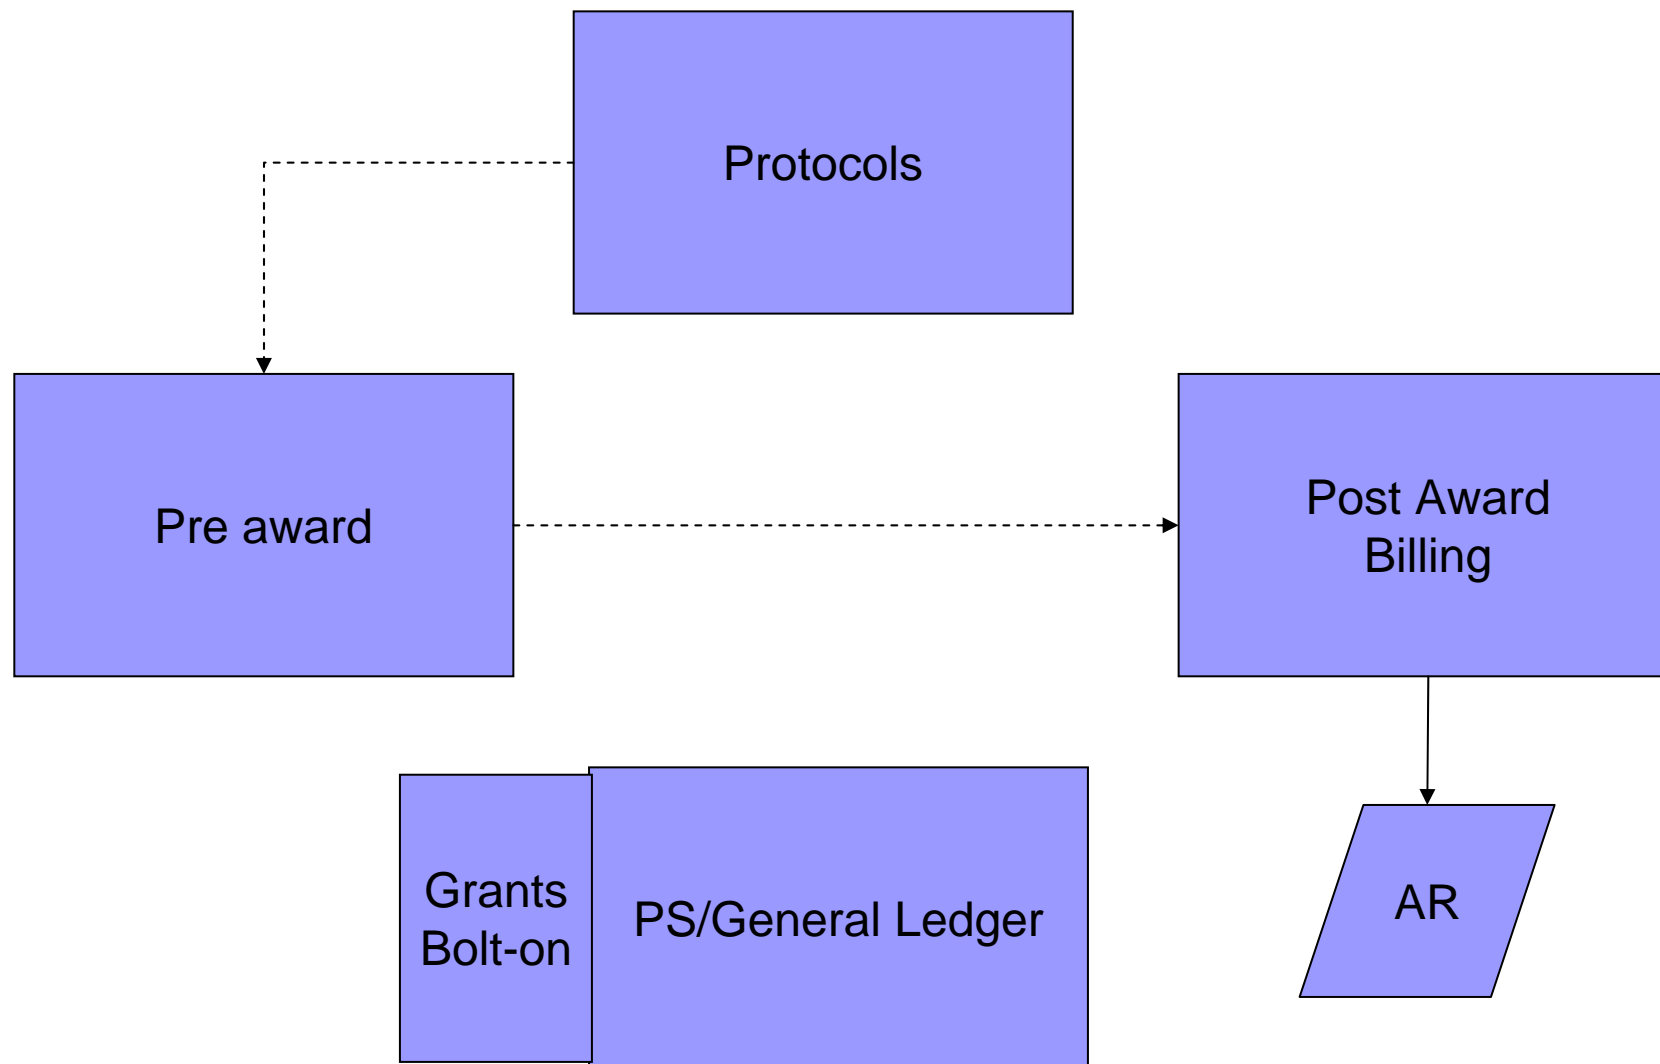 Protocols
Pre award
Post Award
Billing
Grants
Bolt-on
PS/General Ledger
AR